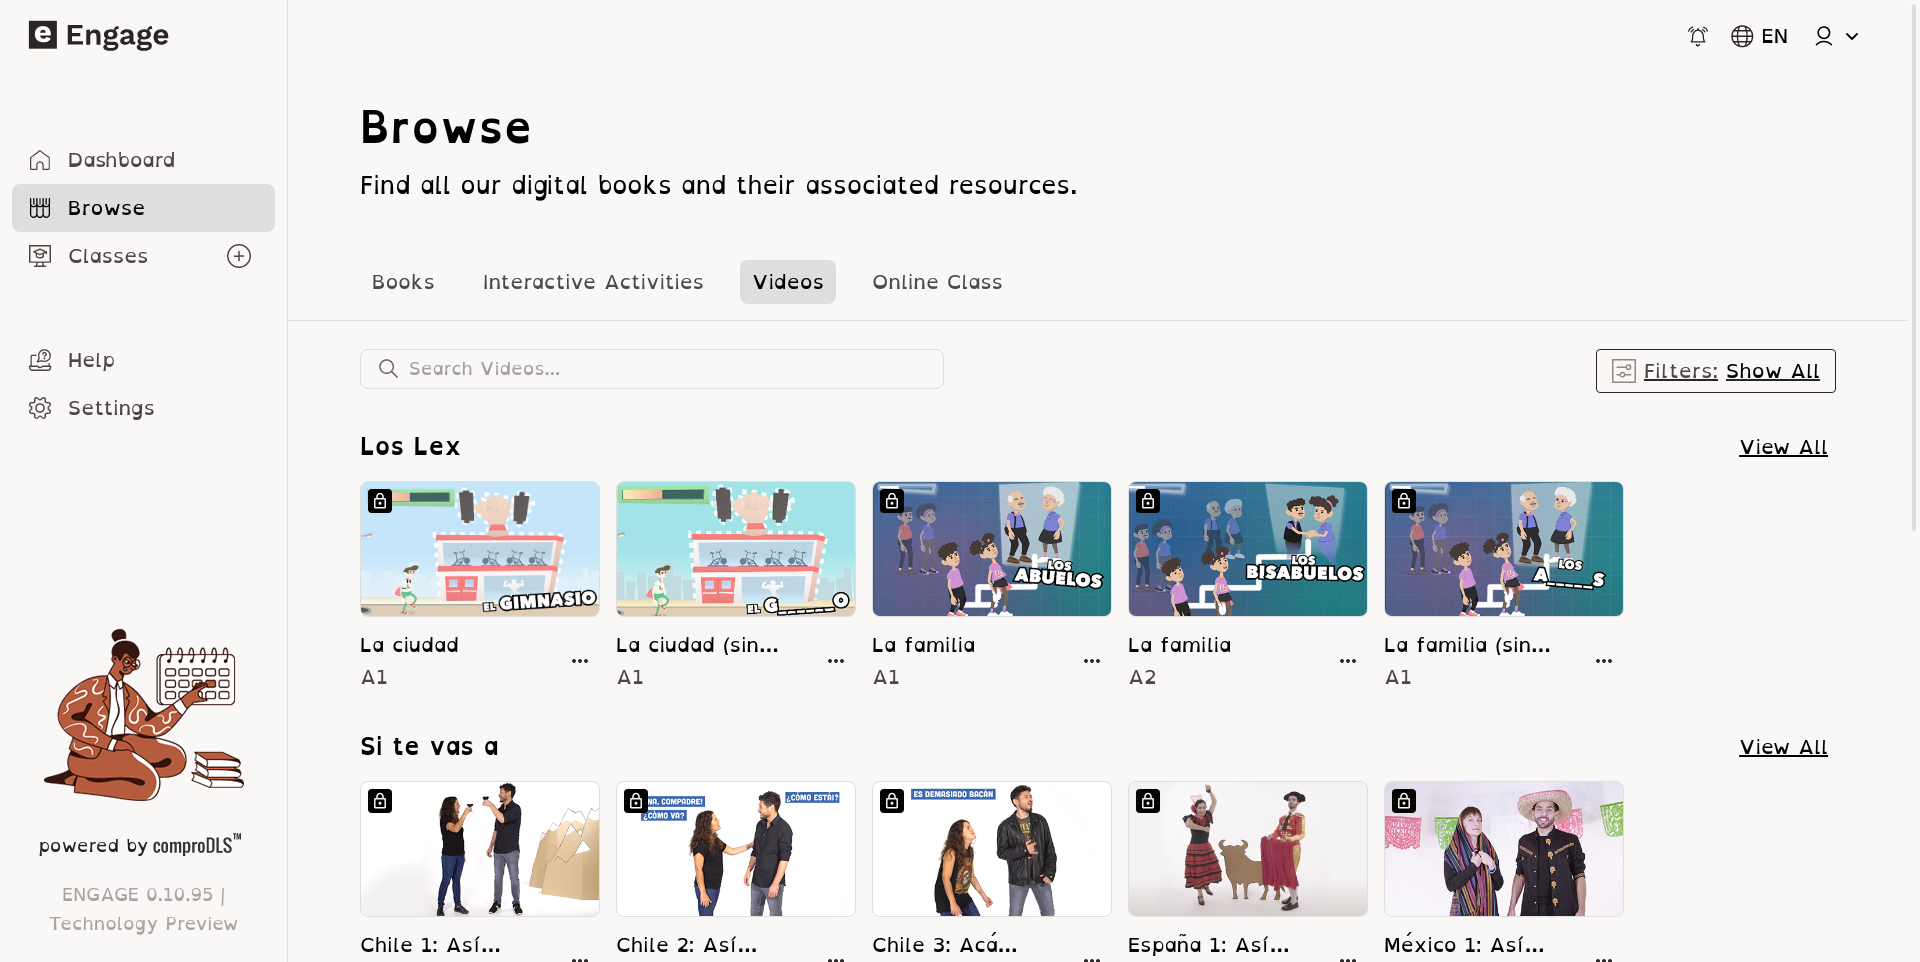 e Engage
EN
Dashboard
Browse
Classes
Help
Settings
powered by comproDLS™
ENGAGE 0.10.95 |
Technology Preview
Browse
Find all our digital books and their associated resources.
Books
Interactive Activities
Videos
Online Class
Search Videos...
Filters: Show All
Los Lex
View All
EL GIMNASIO
EL G_____O
LOS
ABUELOS
LOS
BISABUELOS
LOS
A_____S
La ciudad
A1
La ciudad (sin...
A1
La familia
A1
La familia
A2
La familia (sin...
A1
Si te vas a
View All
NA, COMPADRE!
¿CÓMO VA?
¿CÓMO ESTÁI?
ES DEMASIADO BACÁN
Chile 1: Así...
Chile 2: Así...
Chile 3: Acá...
España 1: Así...
México 1: Así...